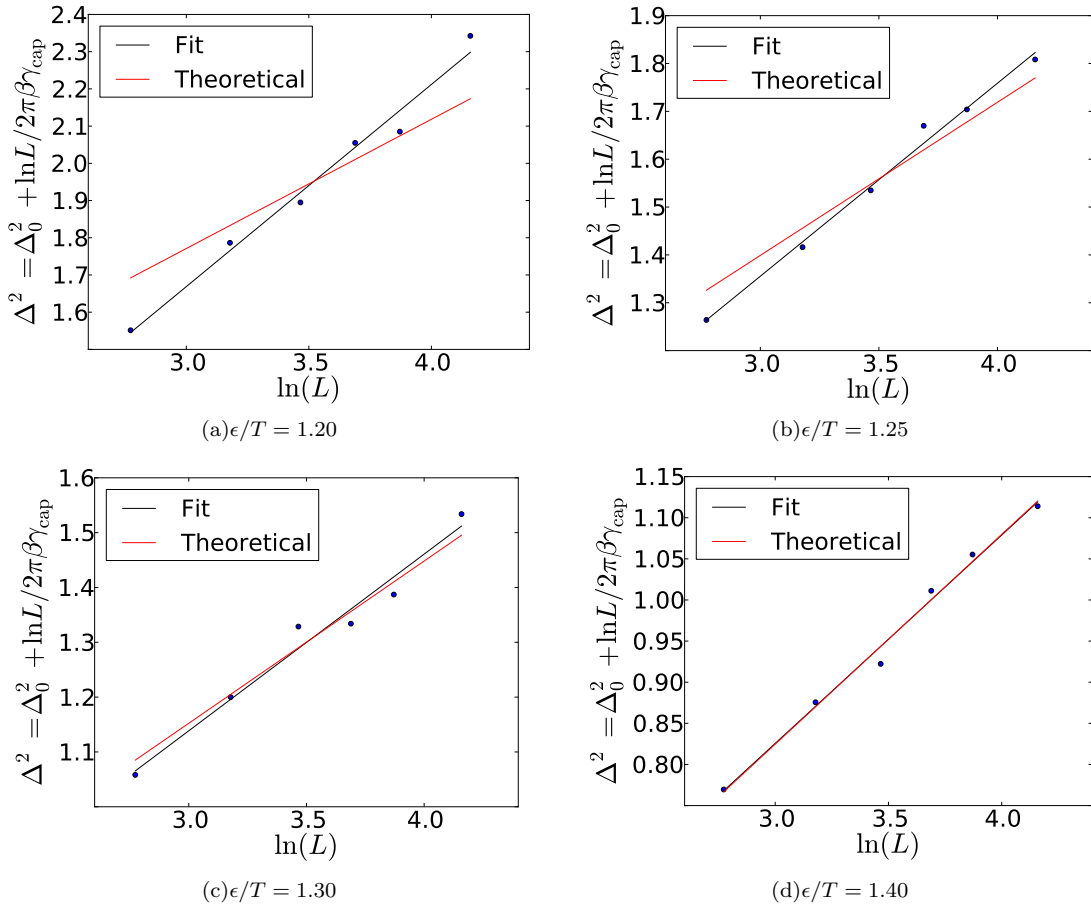 2.4
2.3
2.2
2.1
2.0
1.9
1.8
1.7
1.6
Δ² = Δ₀² + lnL/2πβγ_cap
Fit
Theoretical
3.0 3.5 4.0
ln(L)
(a)ϵ/T = 1.20
1.9
1.8
1.7
1.6
1.5
1.4
1.3
Δ² = Δ₀² + lnL/2πβγ_cap
Fit
Theoretical
3.0 3.5 4.0
ln(L)
(b)ϵ/T = 1.25
1.6
1.5
1.4
1.3
1.2
1.1
Δ² = Δ₀² + lnL/2πβγ_cap
Fit
Theoretical
3.0 3.5 4.0
ln(L)
(c)ϵ/T = 1.30
1.15
1.10
1.05
1.00
0.95
0.90
0.85
0.80
Δ² = Δ₀² + lnL/2πβγ_cap
Fit
Theoretical
3.0 3.5 4.0
ln(L)
(d)ϵ/T = 1.40